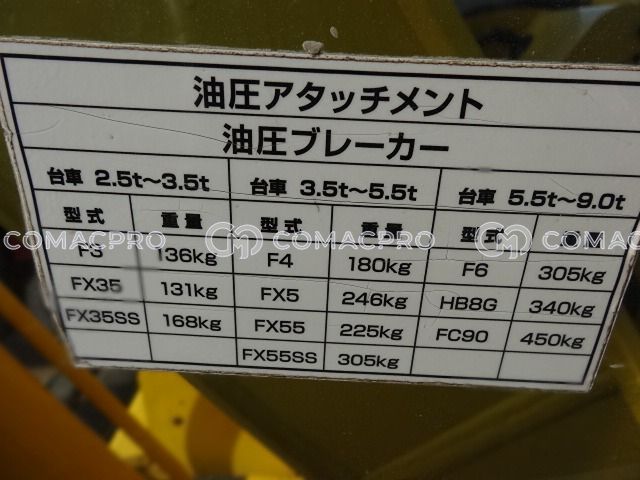 油圧アタッチメント
油圧ブレーカー
台車 2.5t〜3.5t 台車 3.5t〜5.5t 台車 5.5t〜9.0t
型式 重量 型式 重量 型式
COMACPRO COMACPRO
F3 136kg F4 180kg F6 305kg
FX35 131kg FX5 246kg HB8G 340kg
FX35SS 168kg FX55 225kg FC90 450kg
FX55SS 305kg